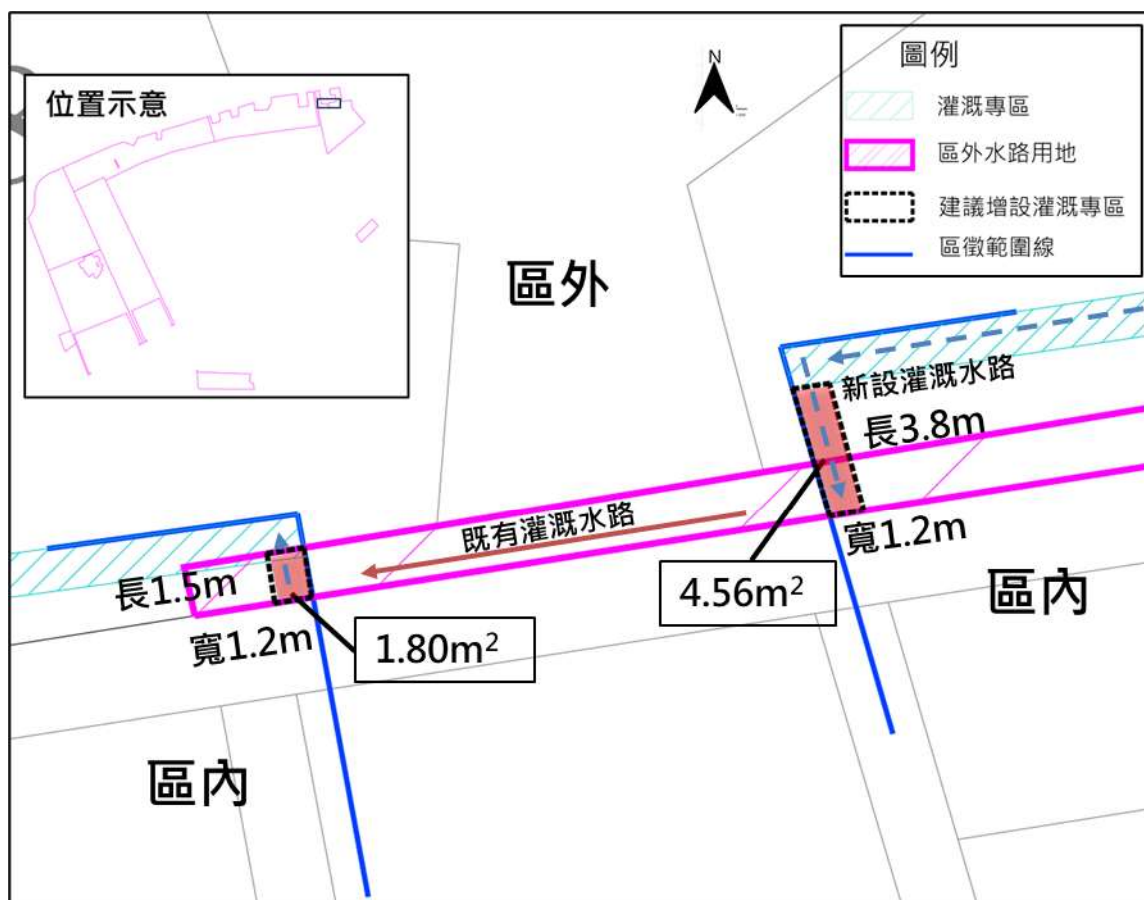 位置示意
N
圖例
灌溉專區
區外水路用地
建議增設灌溉專區
區徵範圍線
區外
新設灌溉水路
長3.8m
既有灌溉水路
寬1.2m
4.56m²
區內
長1.5m
寬1.2m
1.80m²
區內